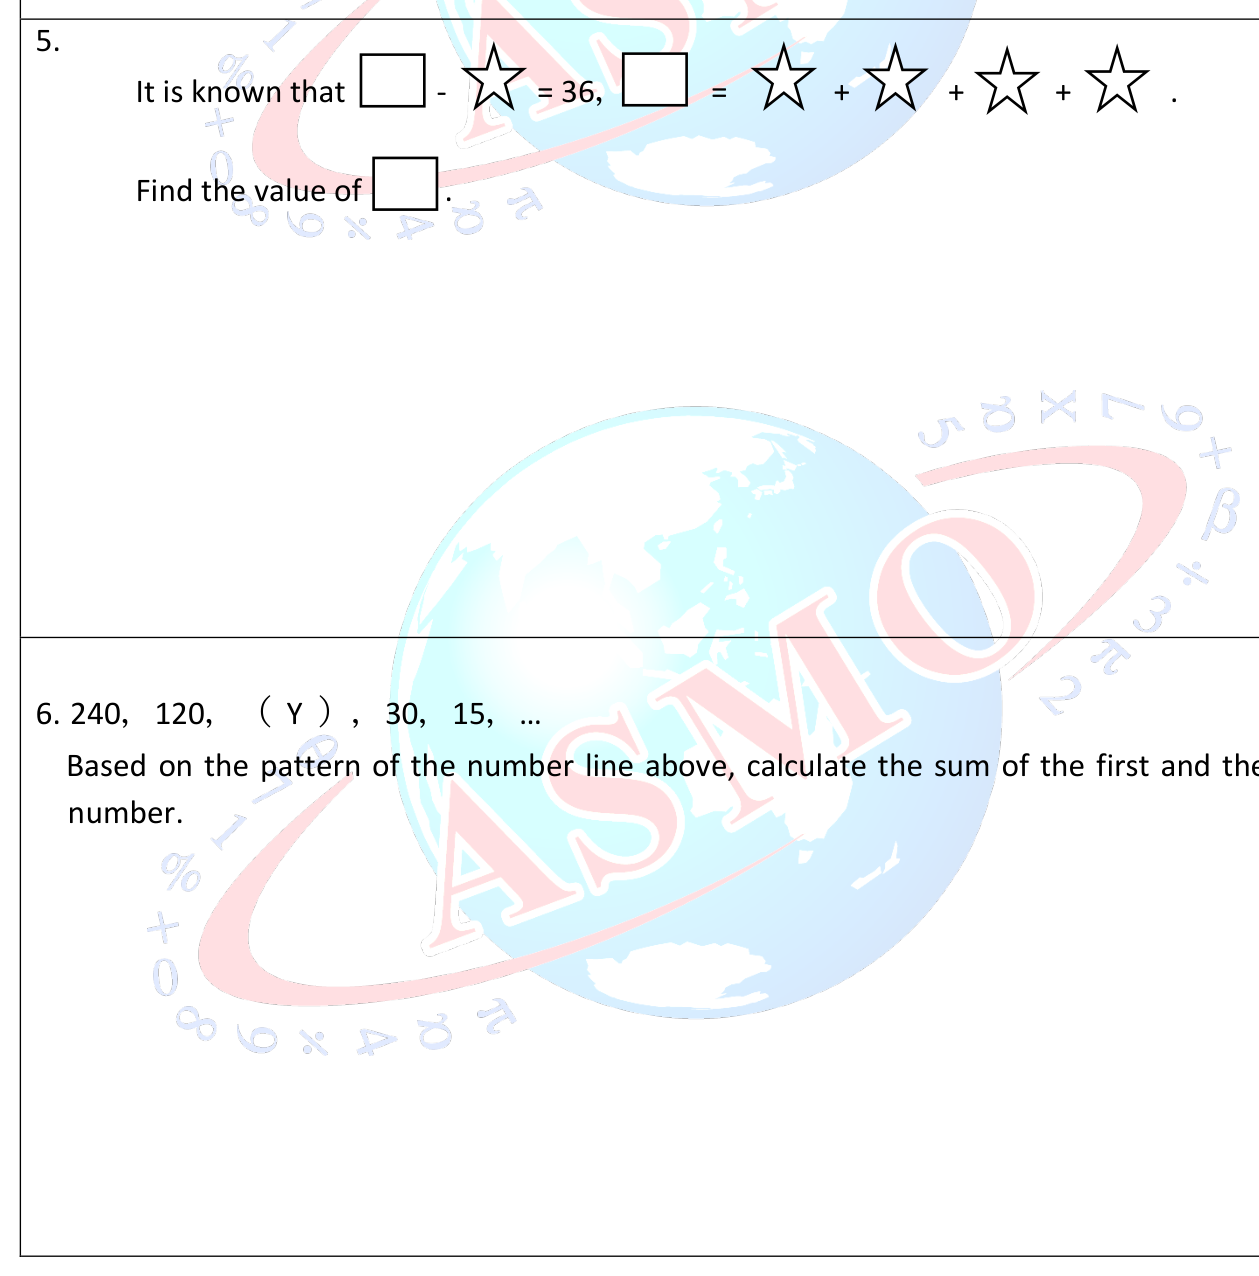 5.
It is known that □ - ☆ = 36, □ = ☆ + ☆ + ☆ + ☆ .
Find the value of □ .
6. 240, 120, ( Y ) , 30, 15, ...
Based on the pattern of the number line above, calculate the sum of the first and the
number.
ASMO